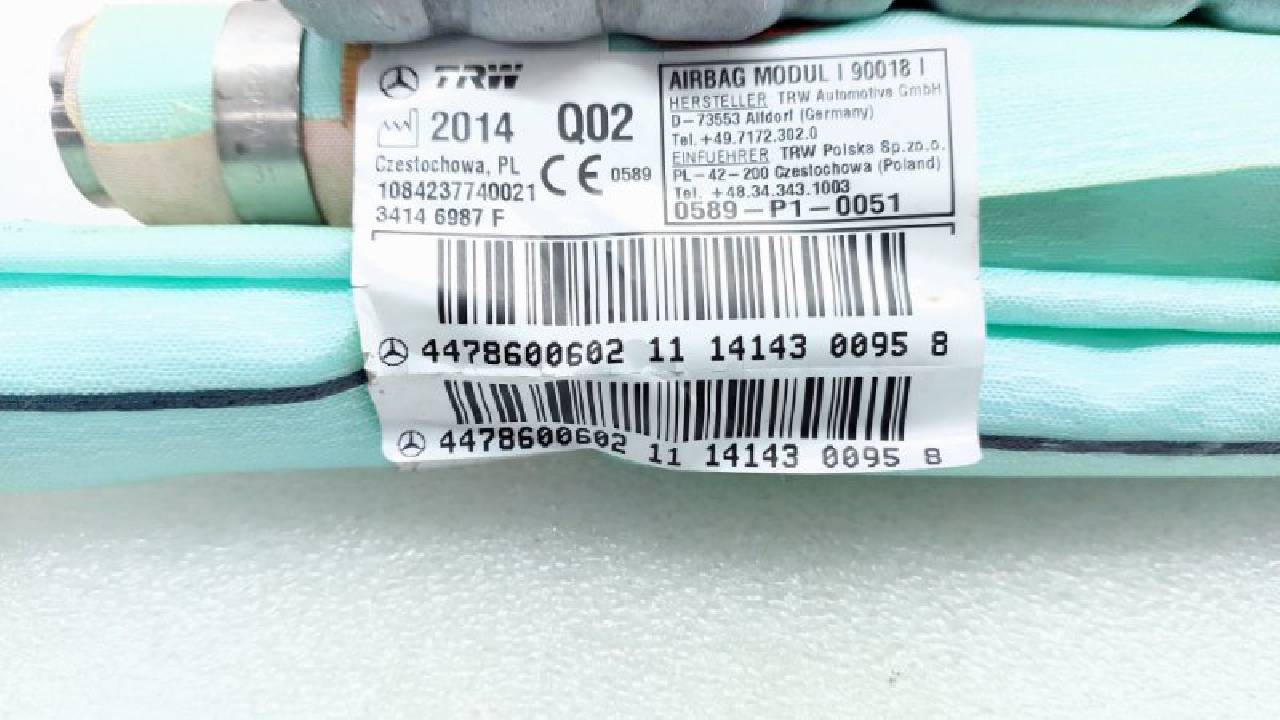 TRW
2014 Q02
Czestochowa, PL
1084237740021
CE 0589
3414 6987 F
AIRBAG MODUL I 90018 I
HERSTELLER TRW Automotive GmbH
D-73553 Alfdorf (Germany)
Tel. +49.7172.302.0
EINFUEHRER TRW Polska Sp.zo.o.
PL-42-200 Czestochowa (Poland)
Tel. +48.34.343.1003
0589-P1-0051
4478600602 11 14143 0095 8
4478600602 11 14143 0095 8